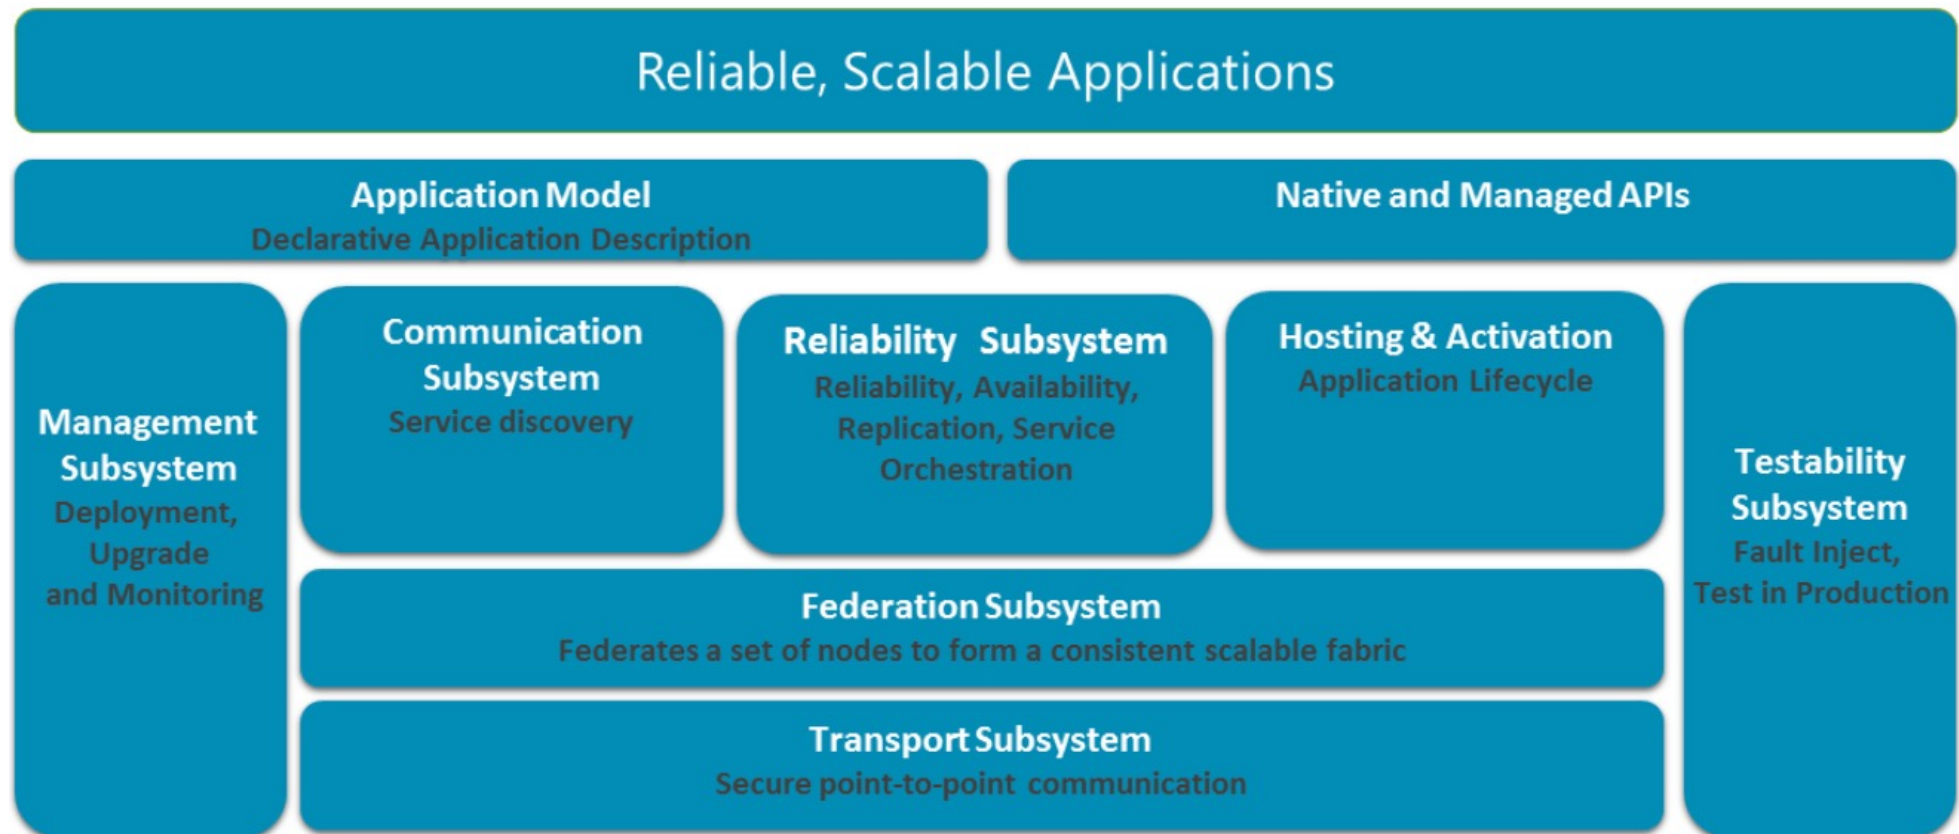 Reliable, Scalable Applications
Application Model
Declarative Application Description
Native and Managed APIs
Management
Subsystem
Deployment,
Upgrade
and Monitoring
Communication
Subsystem
Service discovery
Reliability Subsystem
Reliability, Availability,
Replication, Service
Orchestration
Hosting & Activation
Application Lifecycle
Testability
Subsystem
Fault Inject,
Test in Production
Federation Subsystem
Federates a set of nodes to form a consistent scalable fabric
Transport Subsystem
Secure point-to-point communication